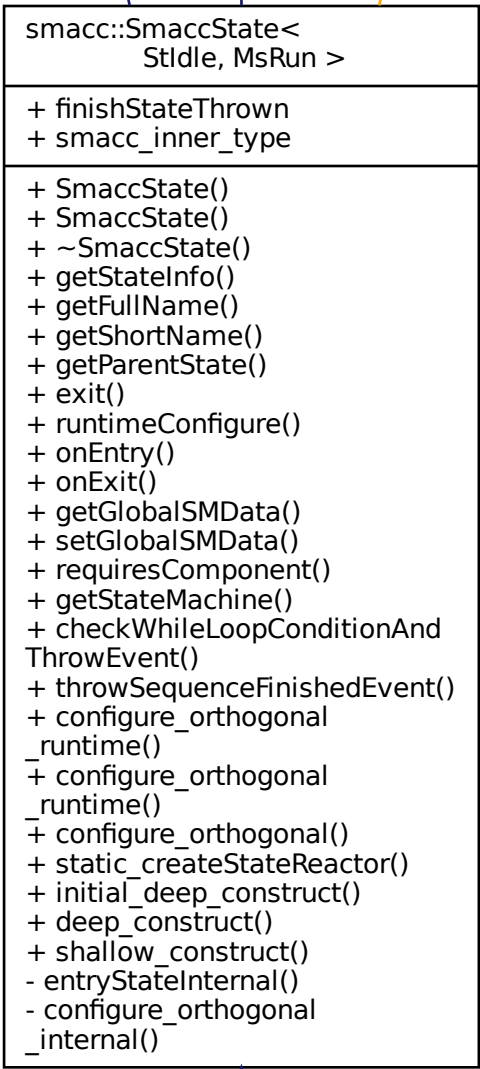 smacc::SmaccState<
StIdle, MsRun >
+ finishStateThrown
+ smacc_inner_type
+ SmaccState()
+ SmaccState()
+ ~SmaccState()
+ getStateInfo()
+ getFullName()
+ getShortName()
+ getParentState()
+ exit()
+ runtimeConfigure()
+ onEntry()
+ onExit()
+ getGlobalSMData()
+ setGlobalSMData()
+ requiresComponent()
+ getStateMachine()
+ checkWhileLoopConditionAnd
ThrowEvent()
+ throwSequenceFinishedEvent()
+ configure_orthogonal
_runtime()
+ configure_orthogonal
_runtime()
+ configure_orthogonal()
+ static_createStateReactor()
+ initial_deep_construct()
+ deep_construct()
+ shallow_construct()
- entryStateInternal()
- configure_orthogonal
_internal()